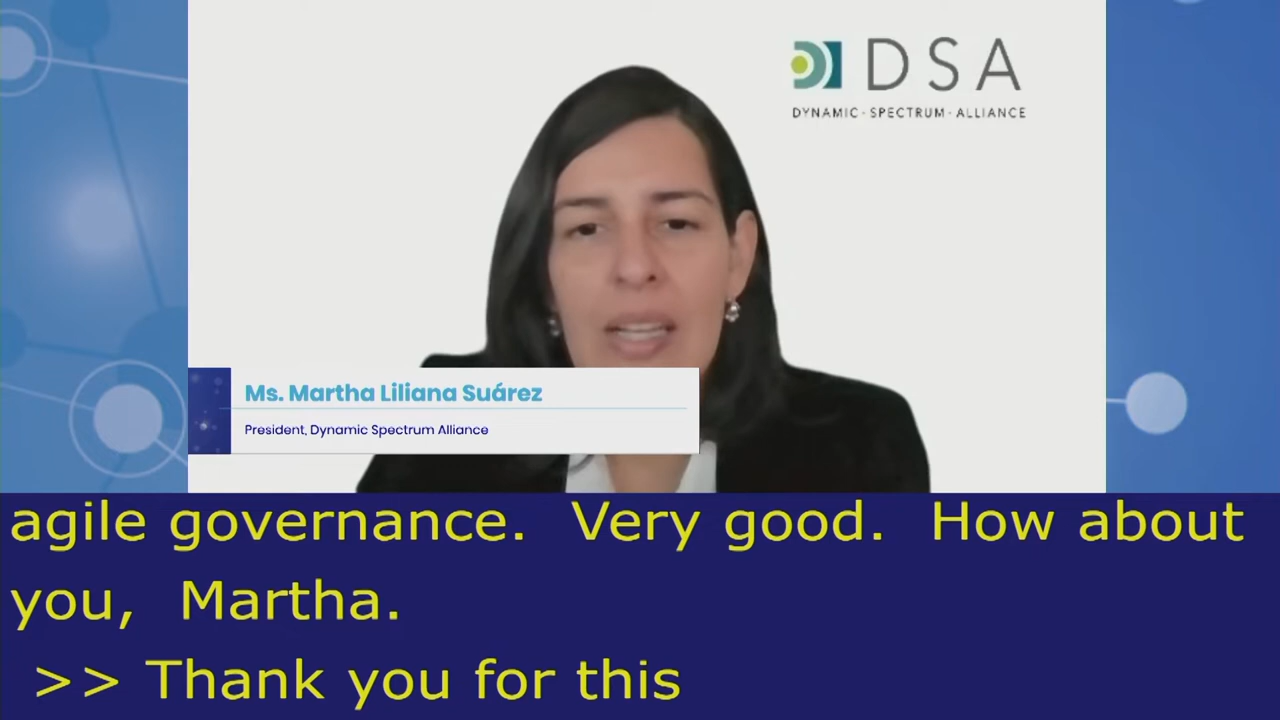 DSA
DYNAMIC · SPECTRUM · ALLIANCE
Ms. Martha Liliana Suárez
President, Dynamic Spectrum Alliance
agile governance.  Very good.  How about
you,  Martha.
>> Thank you for this